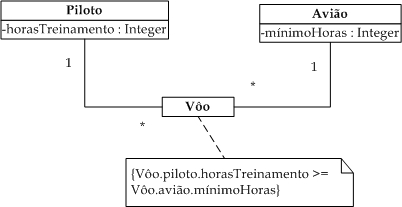 Piloto
-horasTreinamento : Integer
Avião
-mínimoHoras : Integer
1
1
Vôo
*
*
{Vôo.piloto.horasTreinamento >=
Vôo.avião.mínimoHoras}